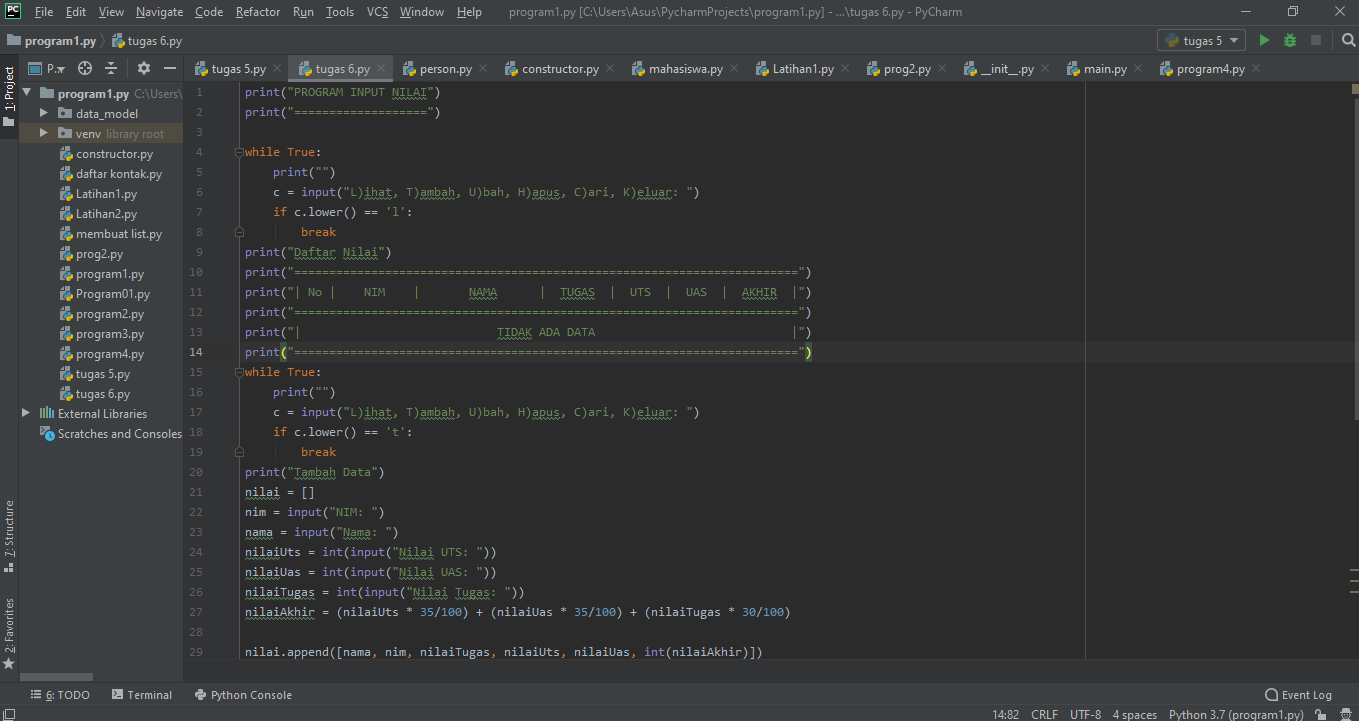 File Edit View Navigate Code Refactor Run Tools VCS Window Help program1.py [C:\Users\Asus\PycharmProjects\program1.py] - ...\tugas 6.py - PyCharm
program1.py tugas 6.py tugas 5
P.. tugas 5.py tugas 6.py person.py constructor.py mahasiswa.py Latihan1.py prog2.py __init__.py main.py program4.py
1: Project
7: Structure
2: Favorites
program1.py C:\Users\
data_model
venv library root
constructor.py
daftar kontak.py
Latihan1.py
Latihan2.py
membuat list.py
prog2.py
program1.py
Program01.py
program2.py
program3.py
program4.py
tugas 5.py
tugas 6.py
External Libraries
Scratches and Consoles
1 print("PROGRAM INPUT NILAI")
2 print("===================")
3
4 while True:
5     print("")
6     c = input("L)ihat, T)ambah, U)bah, H)apus, C)ari, K)eluar: ")
7     if c.lower() == 'l':
8         break
9 print("Daftar Nilai")
10 print("========================================================================")
11 print("| No |    NIM    |       NAMA      |  TUGAS  |  UTS  |  UAS  |  AKHIR  |")
12 print("========================================================================")
13 print("|                            TIDAK ADA DATA                            |")
14 print("========================================================================")
15 while True:
16     print("")
17     c = input("L)ihat, T)ambah, U)bah, H)apus, C)ari, K)eluar: ")
18     if c.lower() == 't':
19         break
20 print("Tambah Data")
21 nilai = []
22 nim = input("NIM: ")
23 nama = input("Nama: ")
24 nilaiUts = int(input("Nilai UTS: "))
25 nilaiUas = int(input("Nilai UAS: "))
26 nilaiTugas = int(input("Nilai Tugas: "))
27 nilaiAkhir = (nilaiUts * 35/100) + (nilaiUas * 35/100) + (nilaiTugas * 30/100)
28
29 nilai.append([nama, nim, nilaiTugas, nilaiUts, nilaiUas, int(nilaiAkhir)])
6: TODO Terminal Python Console Event Log
14:82 CRLF UTF-8 4 spaces Python 3.7 (program1.py)